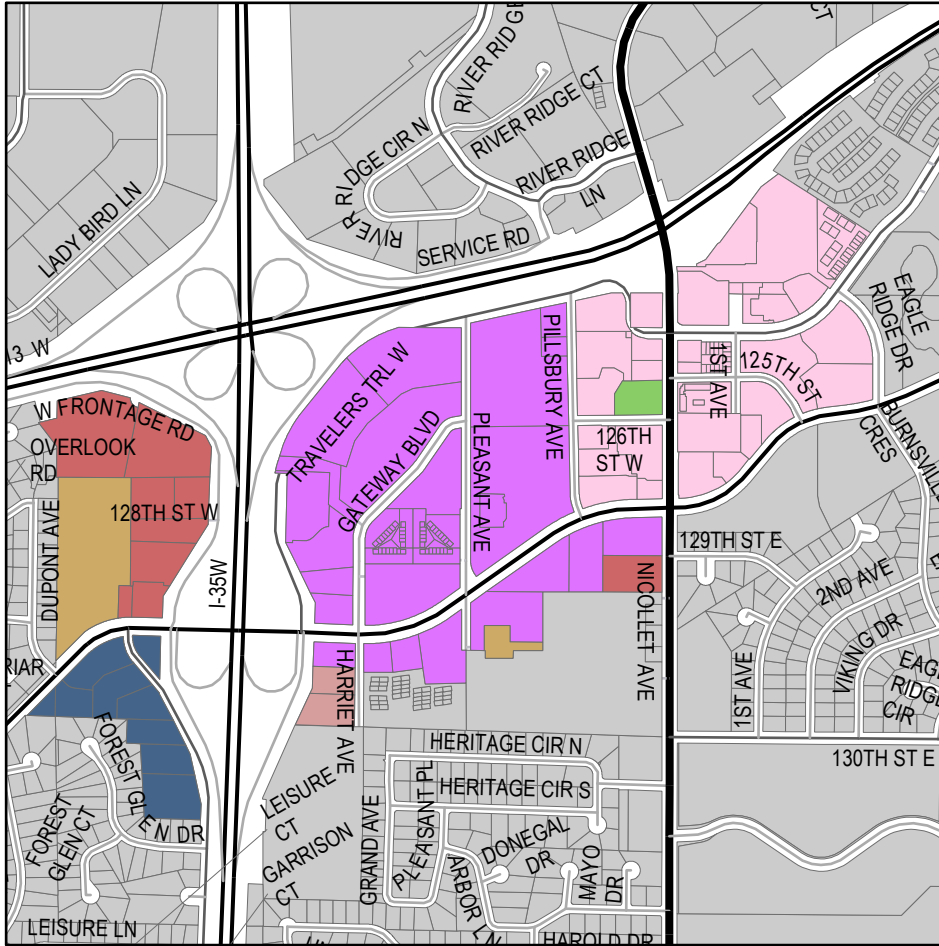 CT
RIVER RIDGE
RIVER RIDGE CT
RIVER RIDGE CIR N
RIVER RIDGE
LN
LADY BIRD LN
SERVICE RD
EAGLE
RIDGE DR
13 W
PILLSBURY AVE
1ST AVE
125TH ST
TRAVELERS TRL W
W FRONTAGE RD
OVERLOOK
RD
GATEWAY BLVD
PLEASANT AVE
126TH
ST W
CRES
128TH ST W
DUPONT AVE
I-35W
129TH ST E
NICOLLET AVE
2ND AVE
VIKING DR
1ST AVE
EAGLE
RIDGE
CIR
HARRIET AVE
FOREST GLEN DR
HERITAGE CIR N
130TH ST E
LEISURE
CT
HERITAGE CIR S
GRAND AVE
PLEASANT PL
FOREST
GLEN CT
GARRISON
CT
DONEGAL
DR
MAYO
DR
ARBOR LN
LEISURE LN
HAROLD DR